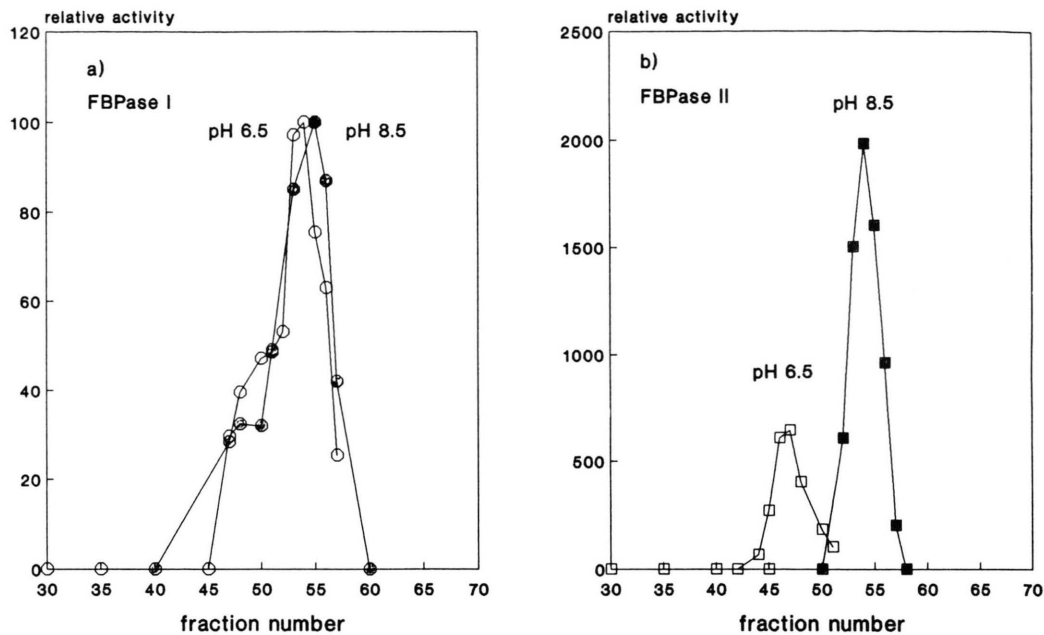 relative activity
120
100
80
60
40
20
0
a)
FBPase I
pH 6.5
pH 8.5
30 35 40 45 50 55 60 65 70
fraction number
relative activity
2500
2000
1500
1000
500
0
b)
FBPase II
pH 8.5
pH 6.5
30 35 40 45 50 55 60 65 70
fraction number